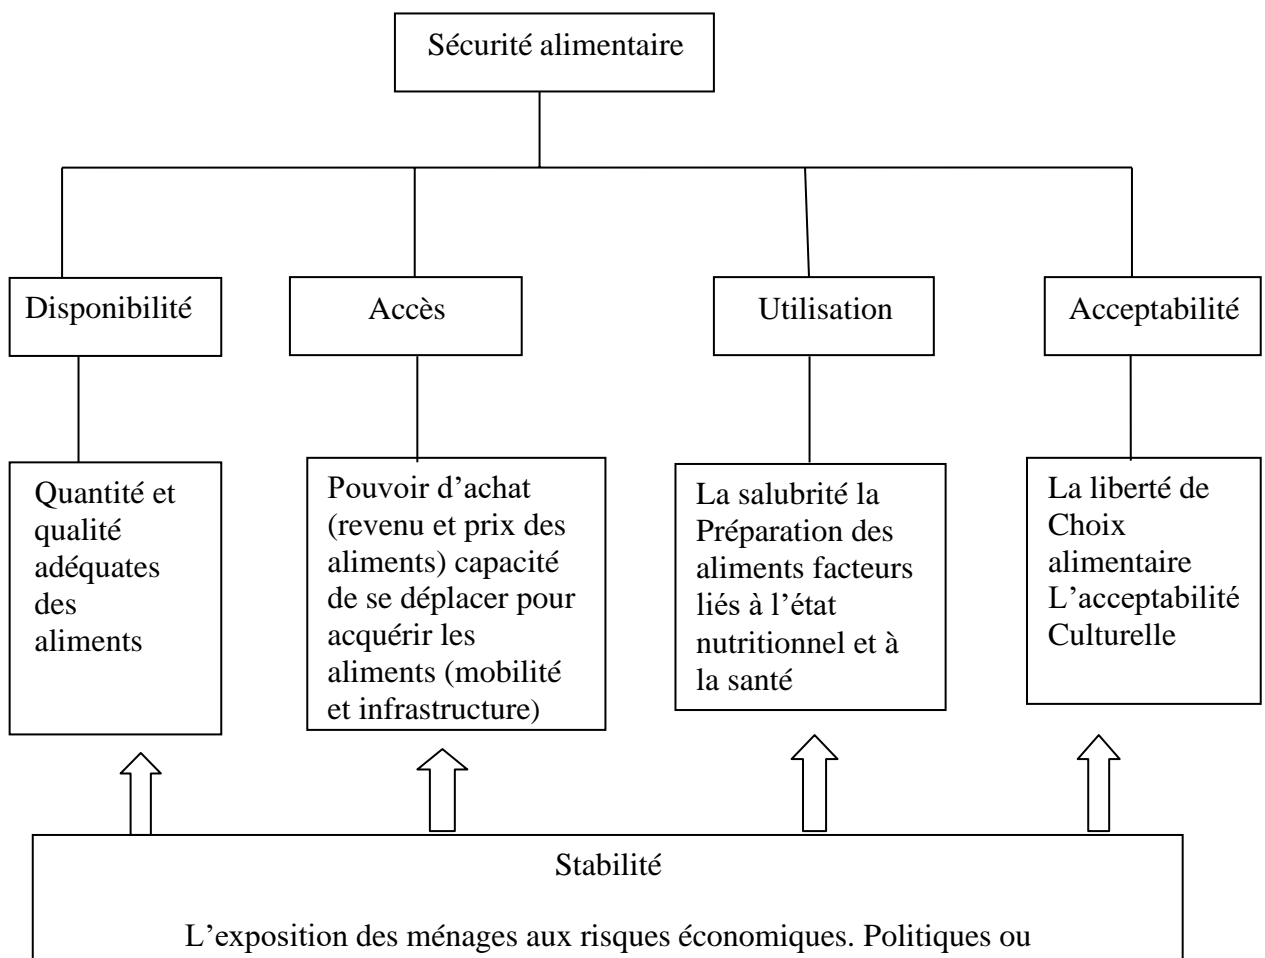 Sécurité alimentaire
Disponibilité
Accès
Utilisation
Acceptabilité
Quantité et
qualité
adéquates
des
aliments
Pouvoir d’achat
(revenu et prix des
aliments) capacité
de se déplacer pour
acquérir les
aliments (mobilité
et infrastructure)
La salubrité la
Préparation des
aliments facteurs
liés à l’état
nutritionnel et à
la santé
La liberté de
Choix
alimentaire
L’acceptabilité
Culturelle
Stabilité
L’exposition des ménages aux risques économiques. Politiques ou